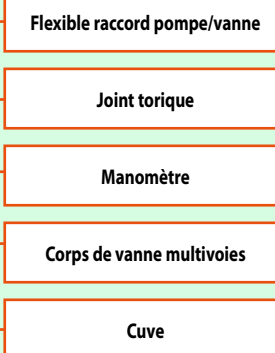 Flexible raccord pompe/vanne
Joint torique
Manomètre
Corps de vanne multivoies
Cuve